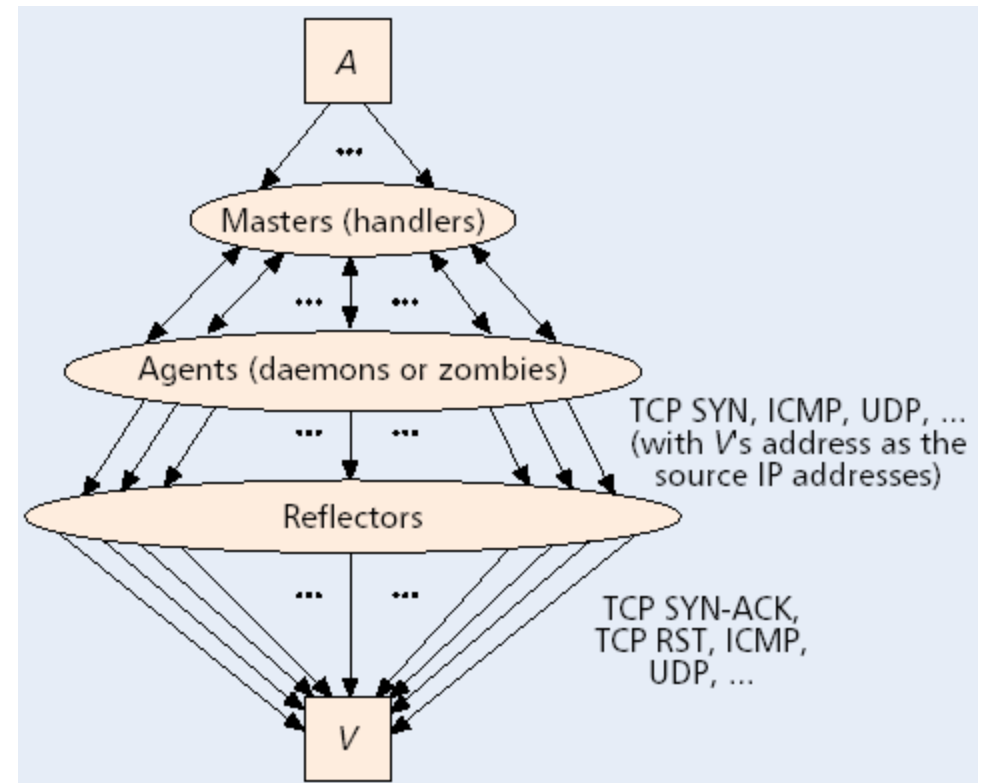 A
...
Masters (handlers)
... ...
Agents (daemons or zombies)
TCP SYN, ICMP, UDP, ...
(with V's address as the
source IP addresses)
... ...
Reflectors
... ...
TCP SYN-ACK,
TCP RST, ICMP,
UDP, ...
V